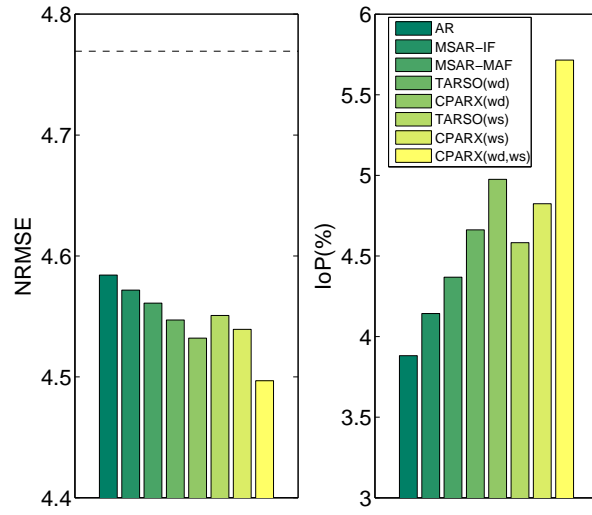 4.8
4.7
4.6
4.5
4.4
NRMSE
6
5.5
5
4.5
4
3.5
3
IoP(%)
AR
MSAR−IF
MSAR−MAF
TARSO(wd)
CPARX(wd)
TARSO(ws)
CPARX(ws)
CPARX(wd,ws)